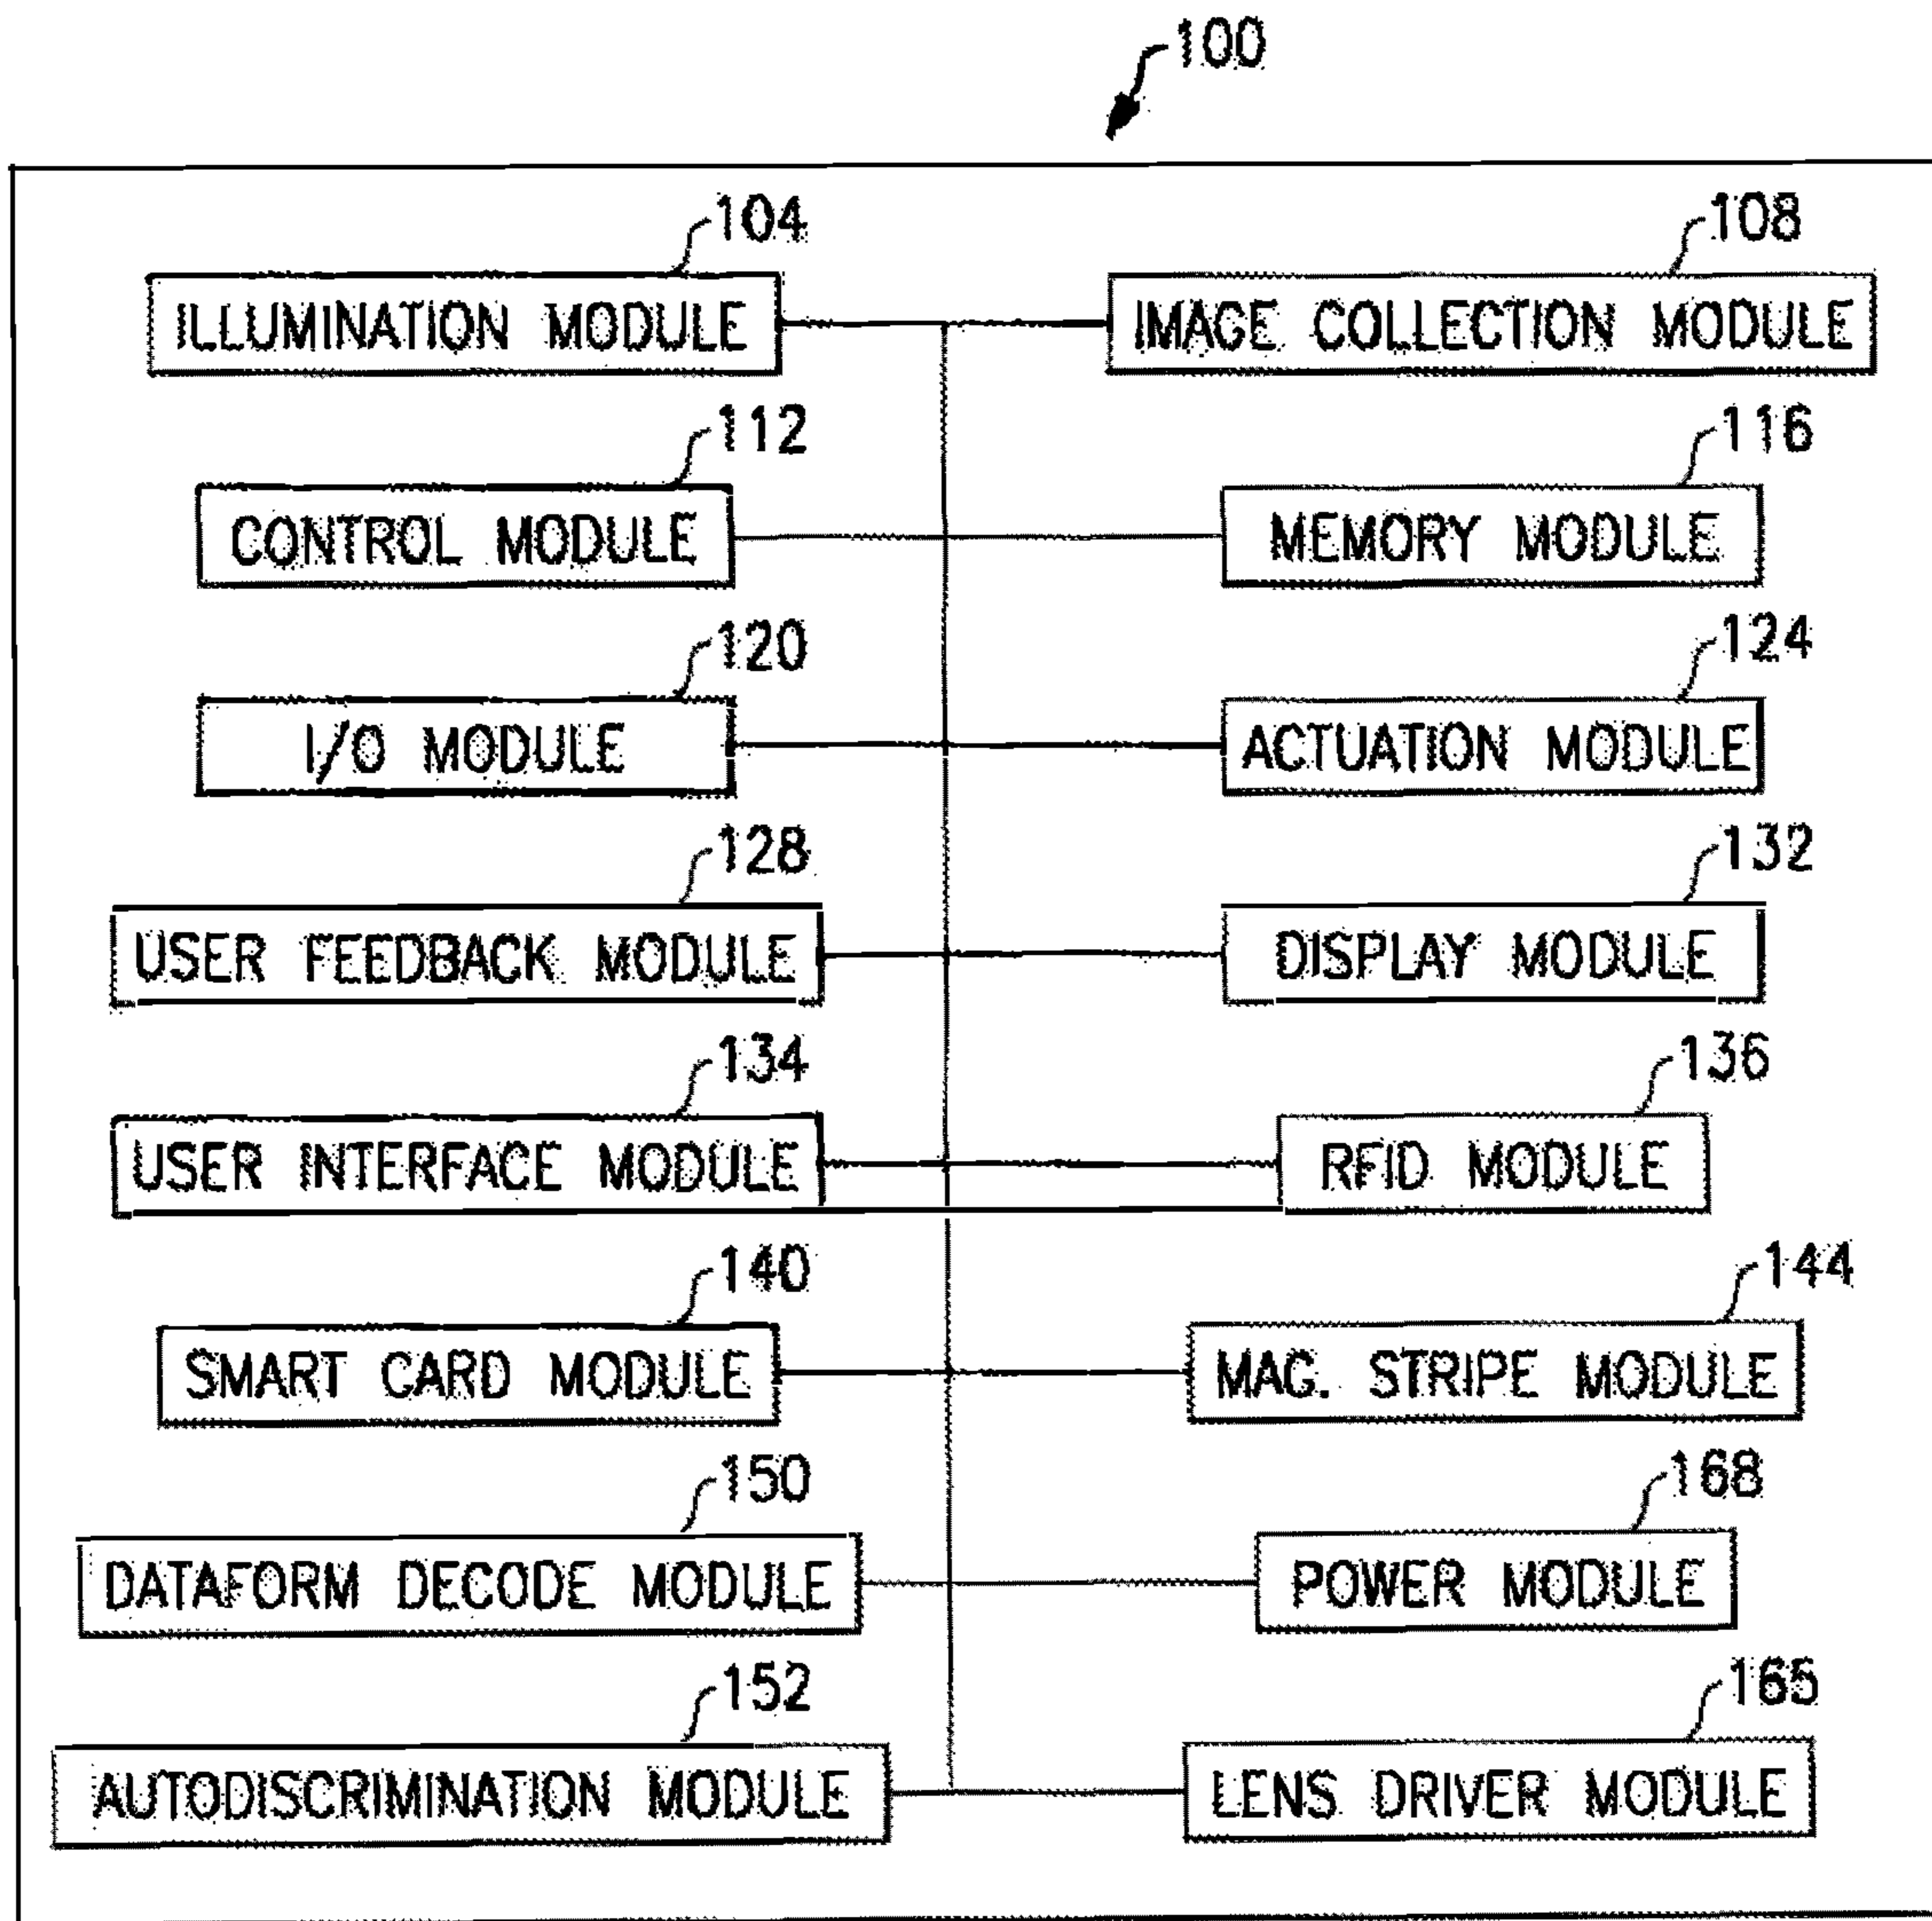 100
104
108
ILLUMINATION MODULE
IMAGE COLLECTION MODULE
112
116
CONTROL MODULE
MEMORY MODULE
120
124
I/O MODULE
ACTUATION MODULE
128
132
USER FEEDBACK MODULE
DISPLAY MODULE
134
136
USER INTERFACE MODULE
RFID MODULE
140
144
SMART CARD MODULE
MAG. STRIPE MODULE
150
168
DATAFORM DECODE MODULE
POWER MODULE
152
165
AUTODISCRIMINATION MODULE
LENS DRIVER MODULE